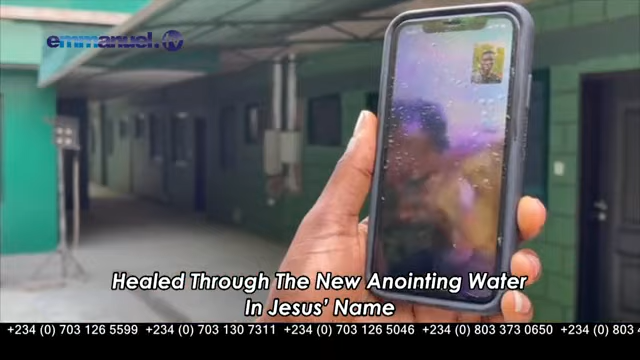 emmanuel.tv
Healed Through The New Anointing Water
In Jesus' Name
+234 (0) 703 126 5599 +234 (0) 703 130 7311 +234 (0) 703 126 5046 +234 (0) 803 373 0650 +234 (0) 803 4